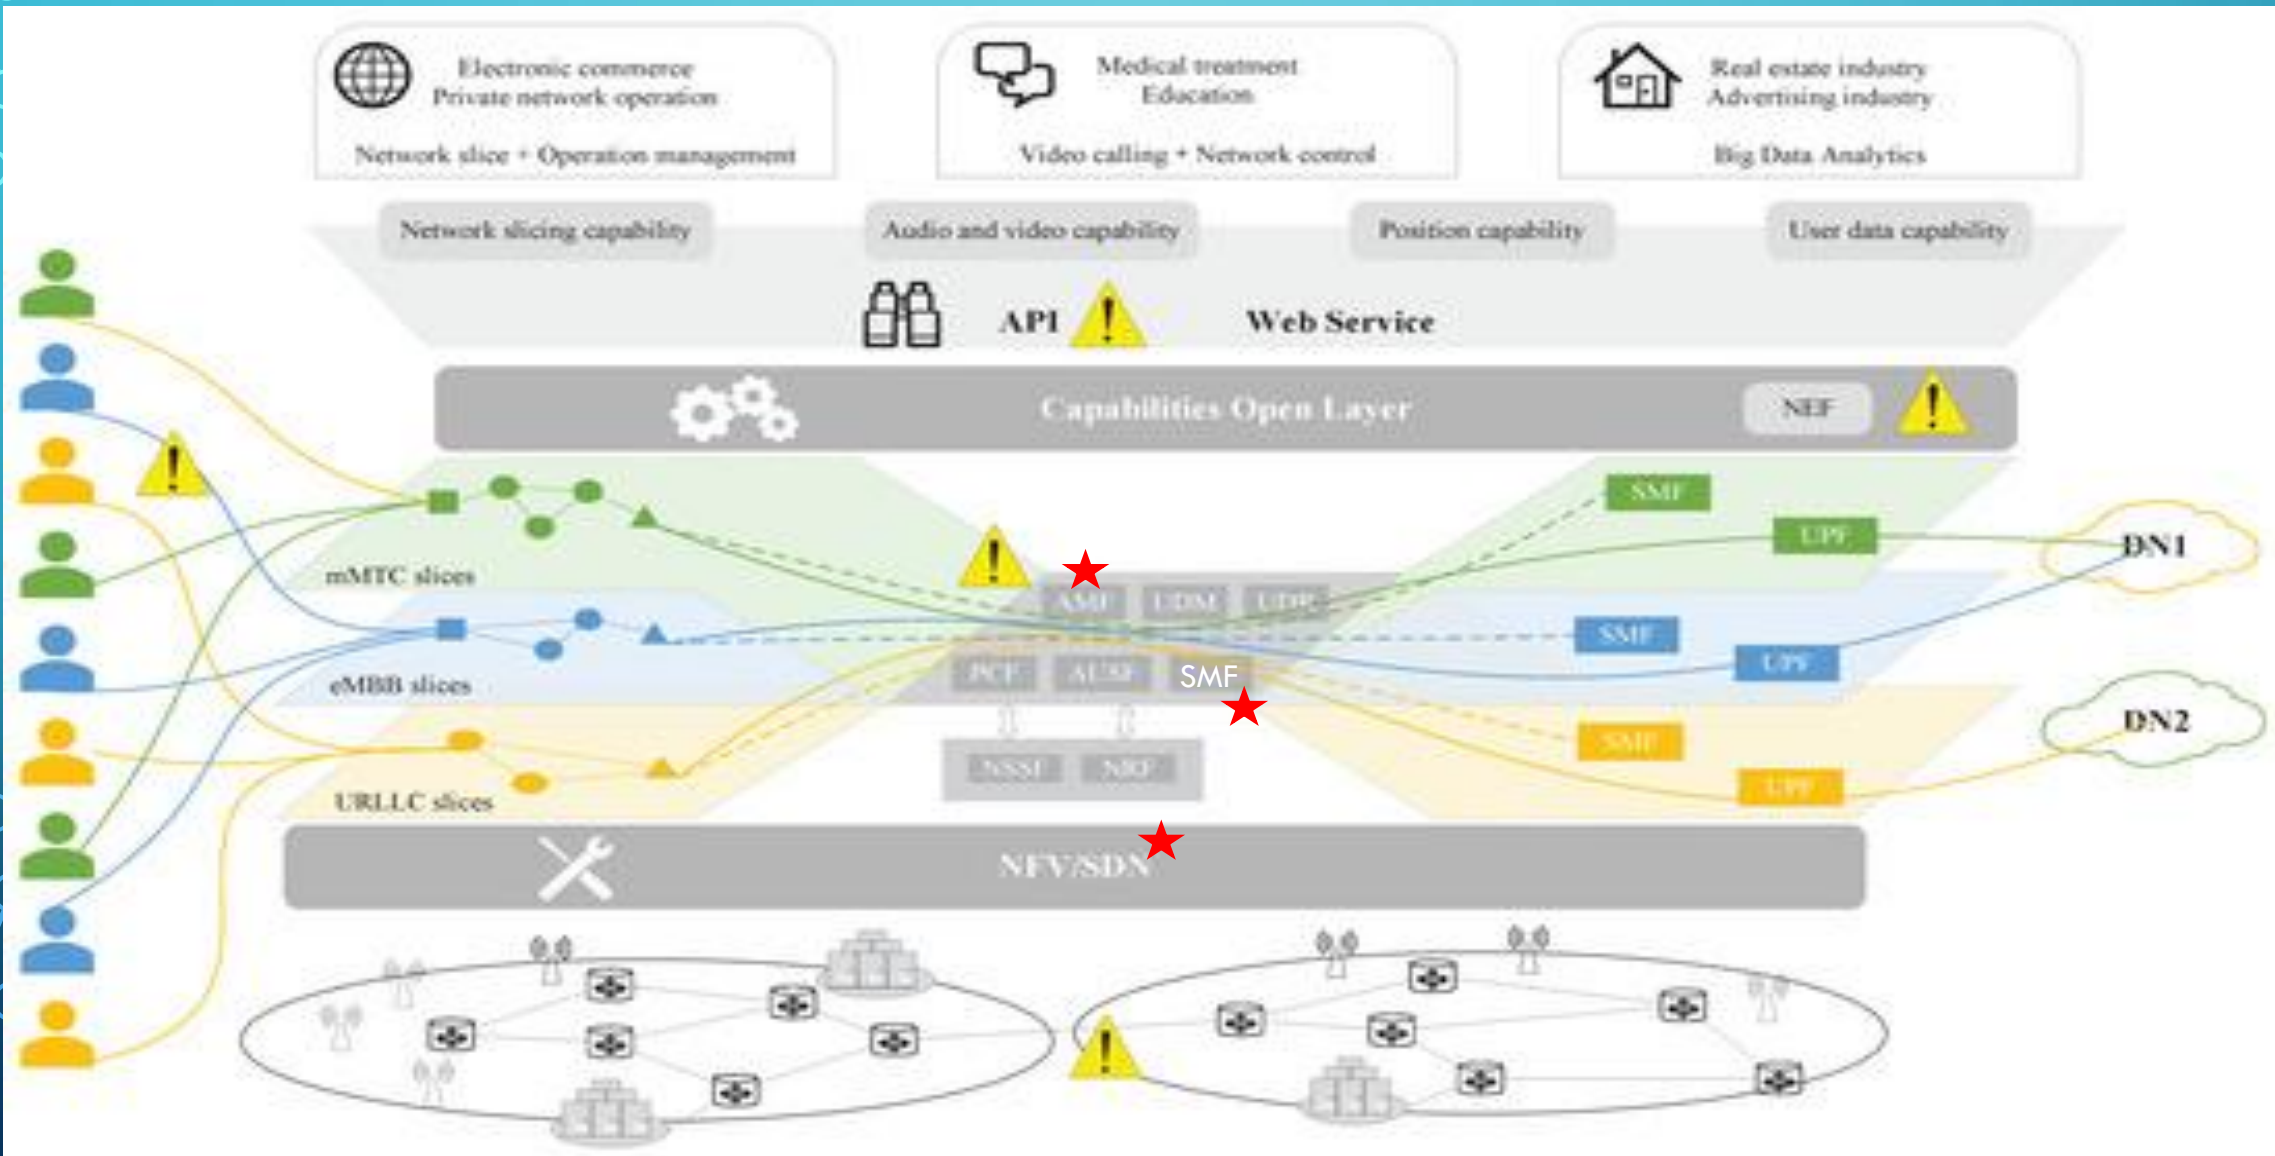 Electronic commerce
Private network operation
Network slice + Operation management
Medical treatment
Education
Video calling + Network control
Real estate industry
Advertising industry
Big Data Analytics
Network slicing capability
Audio and video capability
Position capability
User data capability
API
Web Service
Capabilities Open Layer
NEF
SMF
UPF
DN1
mMTC slices
AMF
UDM
UDR
SMF
UPF
eMBB slices
PCF
AUSF
SMF
DN2
SMF
UPF
NSSF
NRF
URLLC slices
NFV/SDN